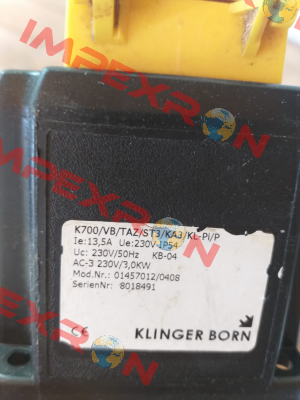 IMPEXRON
K700/VB/TAZ/ST3/KA3/KL-Pi/P
Ie:13,5A Ue:230V-IP54
Uc: 230V/50Hz KB-04
AC-3 230V/3,0KW
Mod.Nr.: 01457012/0408
SerienNr: 8018491
CE KLINGER BORN